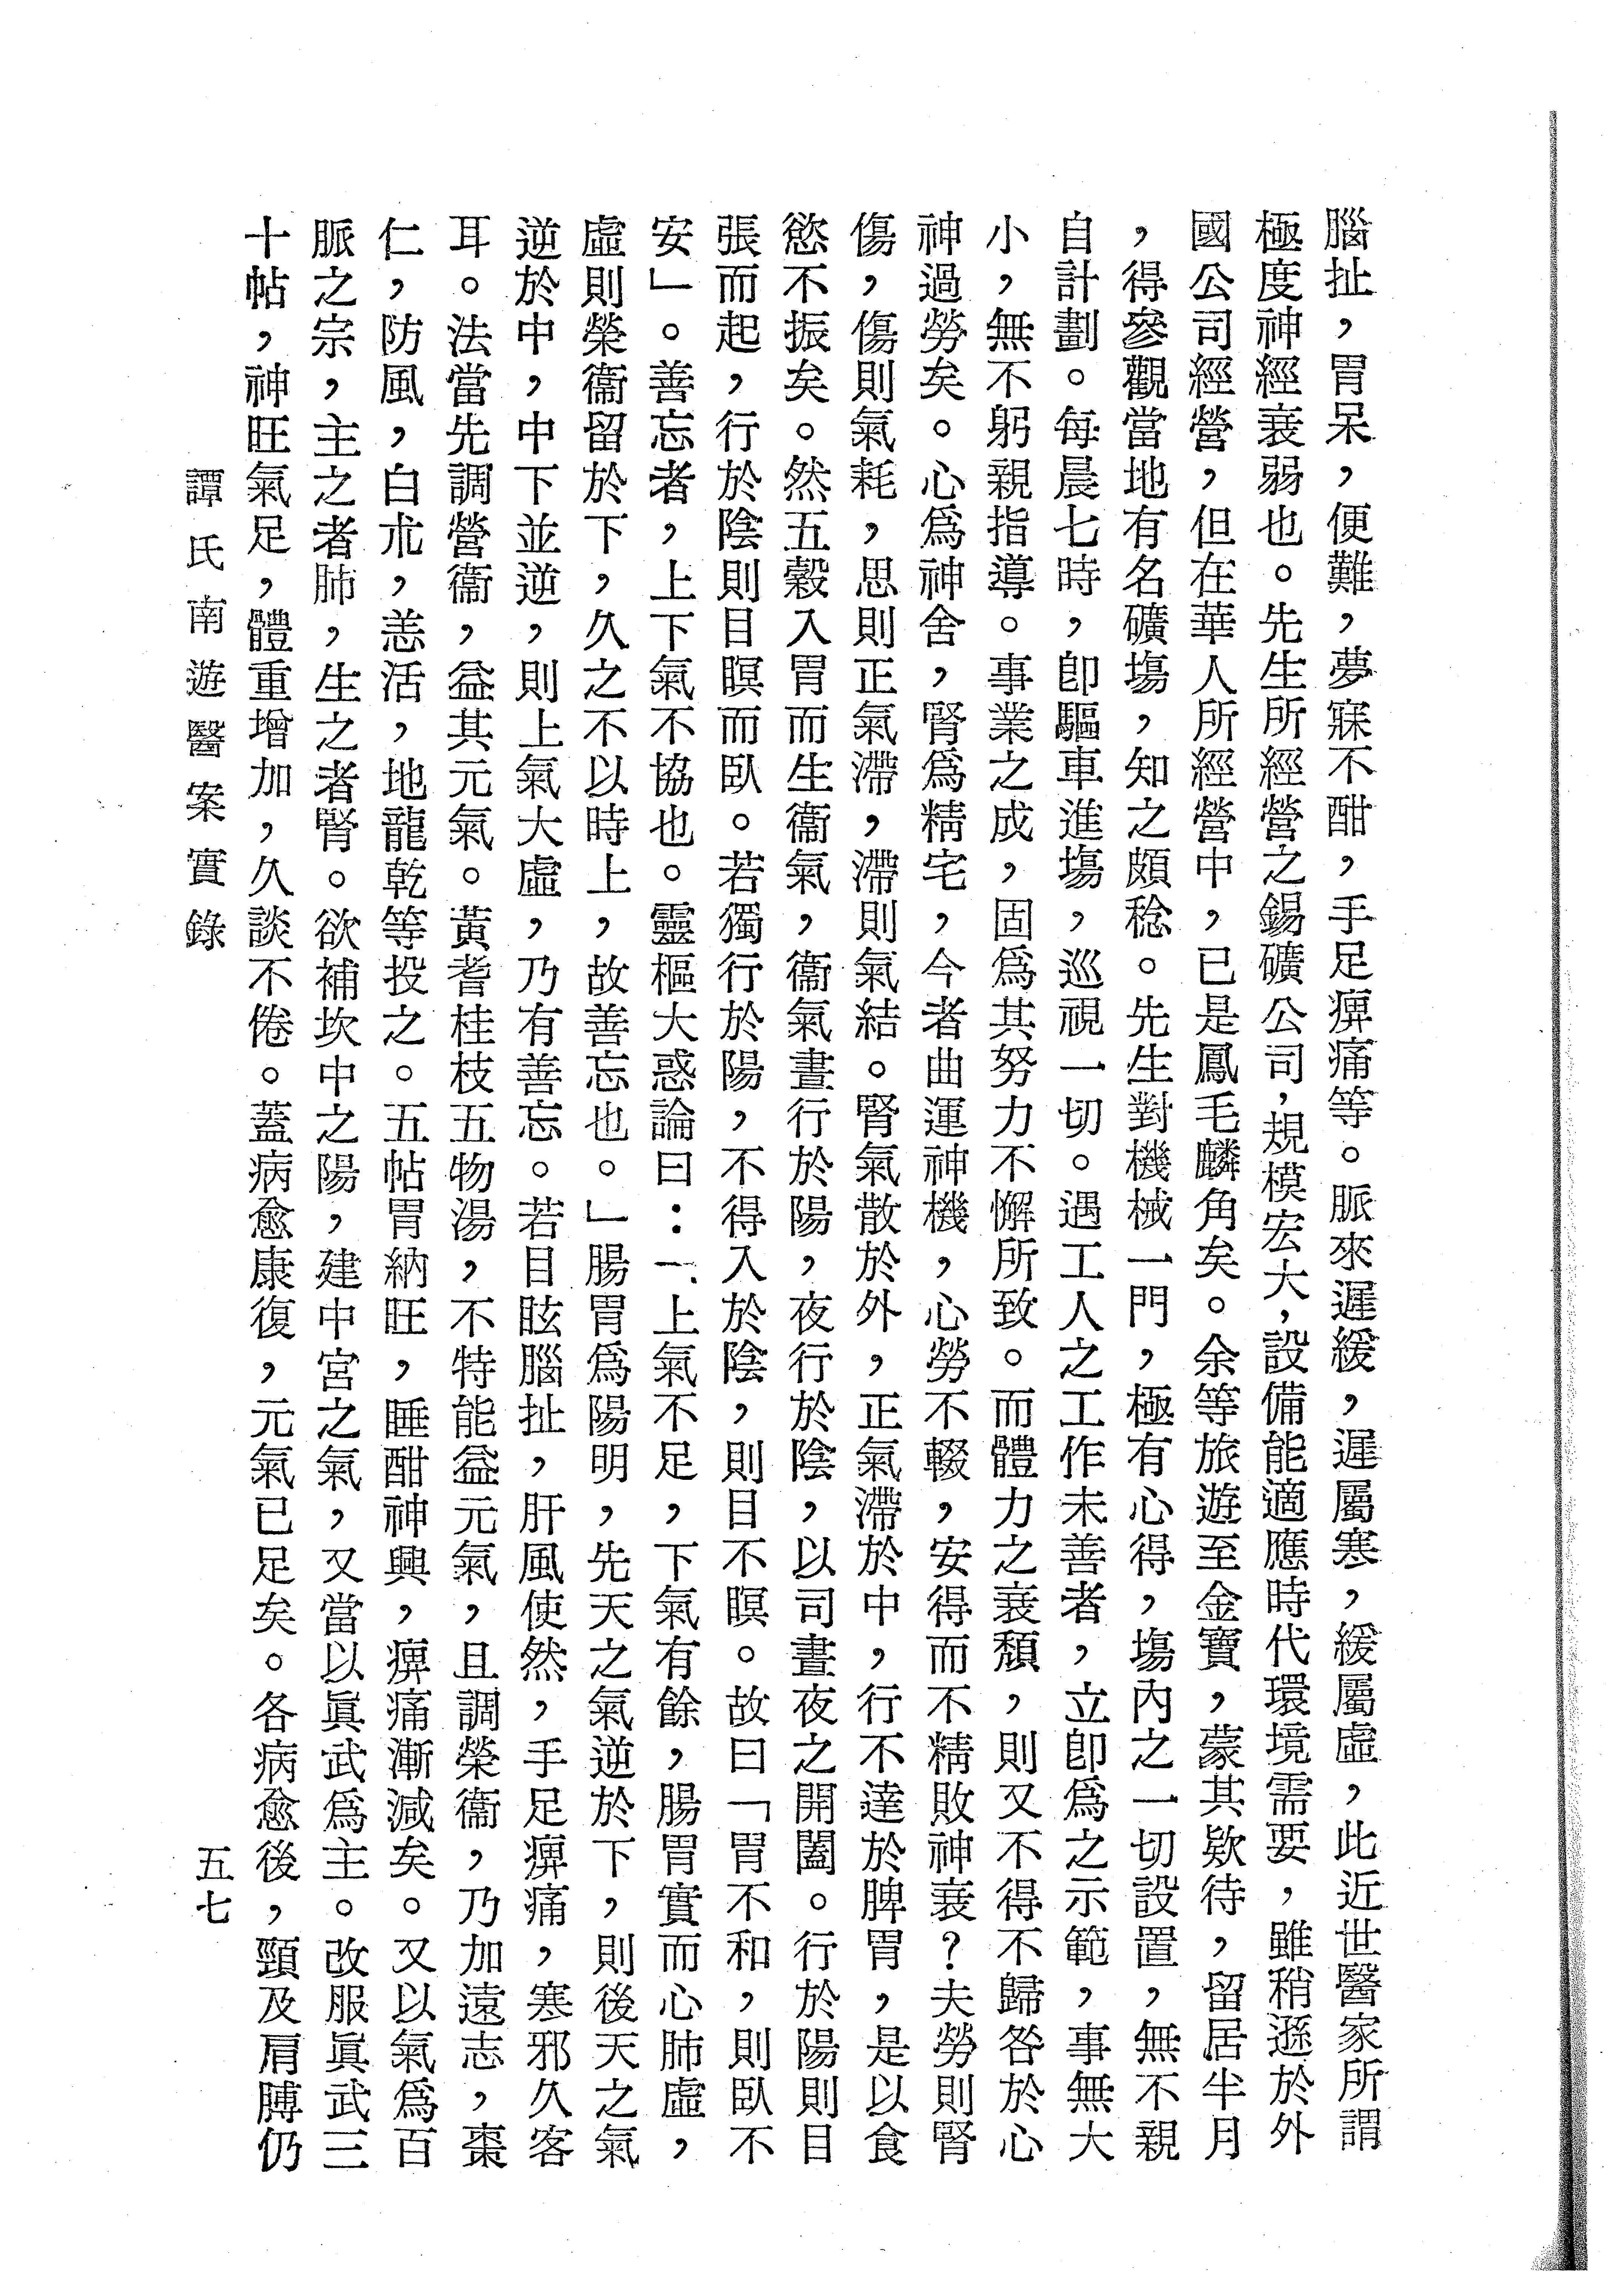 腦扯，胃呆，便難，夢寐不酣，手足痹痛等。脈來遲緩，遲屬寒，緩屬虛，此近世醫家所謂
極度神經衰弱也。先生所經營之錫礦公司，規模宏大，設備能適應時代環境需要，雖稍遜於外
國公司經營，但在華人所經營中，已是鳳毛麟角矣。余等旅遊至金寶，蒙其欵待，留居半月
，得參觀當地有名礦塲，知之頗稔。先生對機械一門，極有心得，塲內之一切設置，無不親
自計劃。每晨七時，卽驅車進塲，巡視一切。遇工人之工作未善者，立卽爲之示範，事無大
小，無不躬親指導。事業之成，固爲其努力不懈所致。而體力之衰頽，則又不得不歸咎於心
神過勞矣。心爲神舍，腎爲精宅，今者曲運神機，心勞不輟，安得而不精敗神衰？夫勞則腎
傷，傷則氣耗，思則正氣滯，滯則氣結。腎氣散於外，正氣滯於中，行不達於脾胃，是以食
慾不振矣。然五穀入胃而生衞氣，衞氣晝行於陽，夜行於陰，以司晝夜之開闔。行於陽則目
張而起，行於陰則目瞑而臥。若獨行於陽，不得入於陰，則目不瞑。故曰「胃不和，則臥不
安」。善忘者，上下氣不協也。靈樞大惑論曰：「上氣不足，下氣有餘，腸胃實而心肺虛，
虛則榮衞留於下，久之不以時上，故善忘也。」腸胃爲陽明，先天之氣逆於下，則後天之氣
逆於中，中下並逆，則上氣大虛，乃有善忘。若目眩腦扯，肝風使然，手足痹痛，寒邪久客
耳。法當先調營衞，益其元氣。黃耆桂枝五物湯，不特能益元氣，且調榮衞，乃加遠志，棗
仁，防風，白朮，羗活，地龍乾等投之。五帖胃納旺，睡酣神興，痹痛漸減矣。又以氣爲百
脈之宗，主之者肺，生之者腎。欲補坎中之陽，建中宮之氣，又當以眞武爲主。改服眞武三
十帖，神旺氣足，體重增加，久談不倦。蓋病愈康復，元氣已足矣。各病愈後，頸及肩膊仍
譚氏南遊醫案實錄
五七